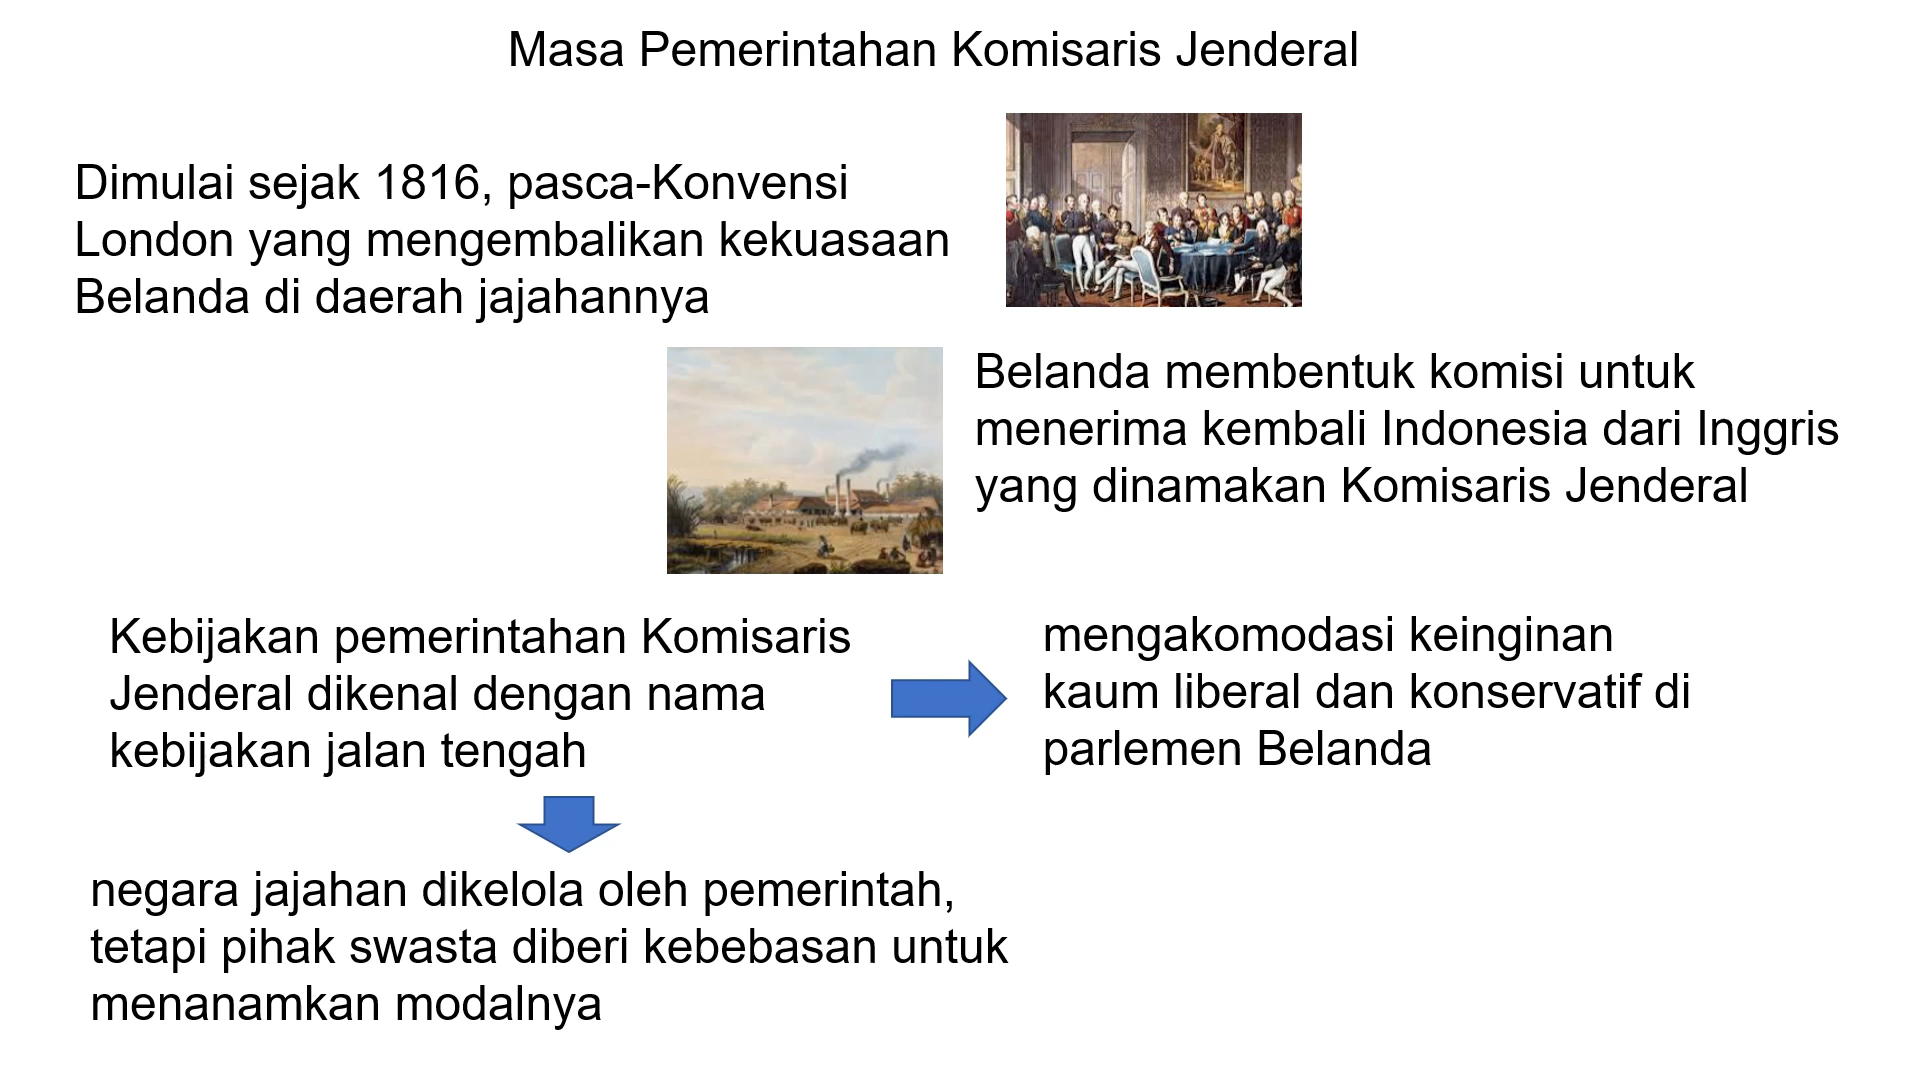 Masa Pemerintahan Komisaris Jenderal
Dimulai sejak 1816, pasca-Konvensi
London yang mengembalikan kekuasaan
Belanda di daerah jajahannya
Belanda membentuk komisi untuk
menerima kembali Indonesia dari Inggris
yang dinamakan Komisaris Jenderal
Kebijakan pemerintahan Komisaris
Jenderal dikenal dengan nama
kebijakan jalan tengah
mengakomodasi keinginan
kaum liberal dan konservatif di
parlemen Belanda
negara jajahan dikelola oleh pemerintah,
tetapi pihak swasta diberi kebebasan untuk
menanamkan modalnya